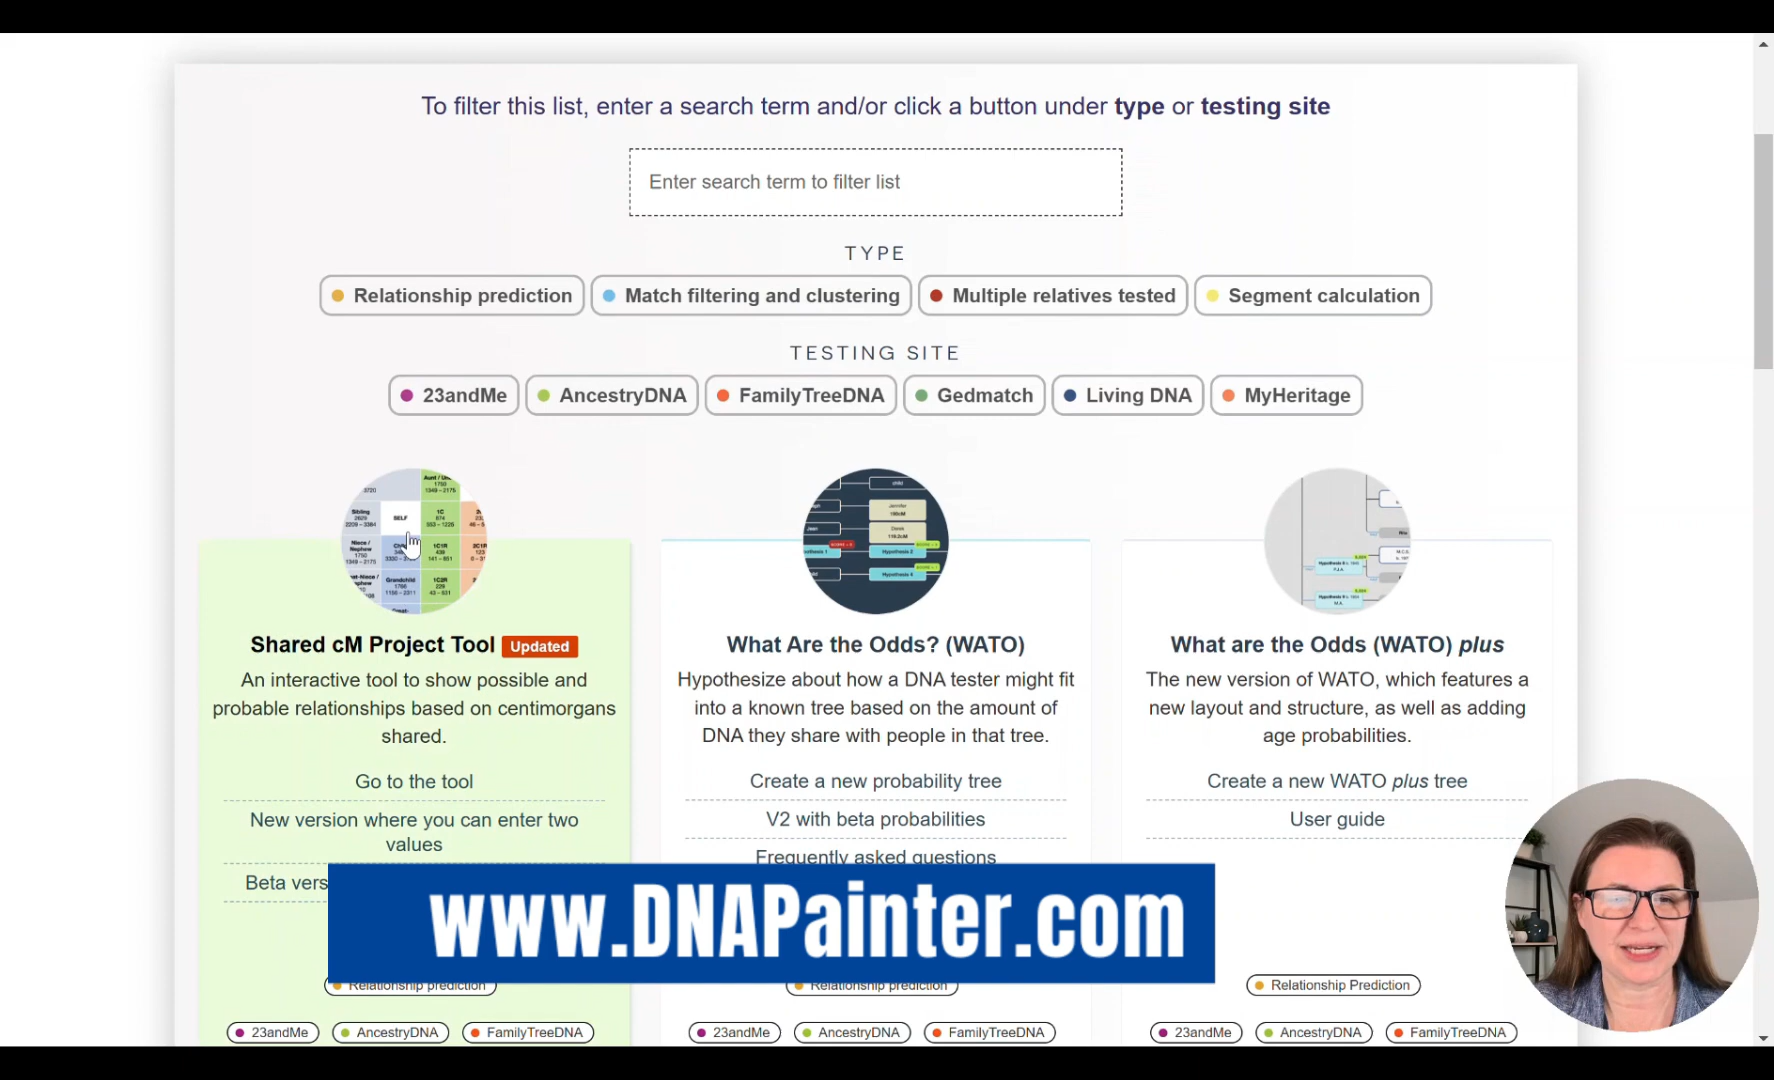 To filter this list, enter a search term and/or click a button under type or testing site
Enter search term to filter list
TYPE
Relationship prediction
Match filtering and clustering
Multiple relatives tested
Segment calculation
TESTING SITE
23andMe
AncestryDNA
FamilyTreeDNA
Gedmatch
Living DNA
MyHeritage
Shared cM Project Tool Updated
An interactive tool to show possible and
probable relationships based on centimorgans
shared.
Go to the tool
New version where you can enter two
values
Beta vers
Relationship prediction
23andMe
AncestryDNA
FamilyTreeDNA
What Are the Odds? (WATO)
Hypothesize about how a DNA tester might fit
into a known tree based on the amount of
DNA they share with people in that tree.
Create a new probability tree
V2 with beta probabilities
Frequently asked questions
Relationship prediction
23andMe
AncestryDNA
FamilyTreeDNA
What are the Odds (WATO) plus
The new version of WATO, which features a
new layout and structure, as well as adding
age probabilities.
Create a new WATO plus tree
User guide
Relationship Prediction
23andMe
AncestryDNA
FamilyTreeDNA
www.DNAPainter.com